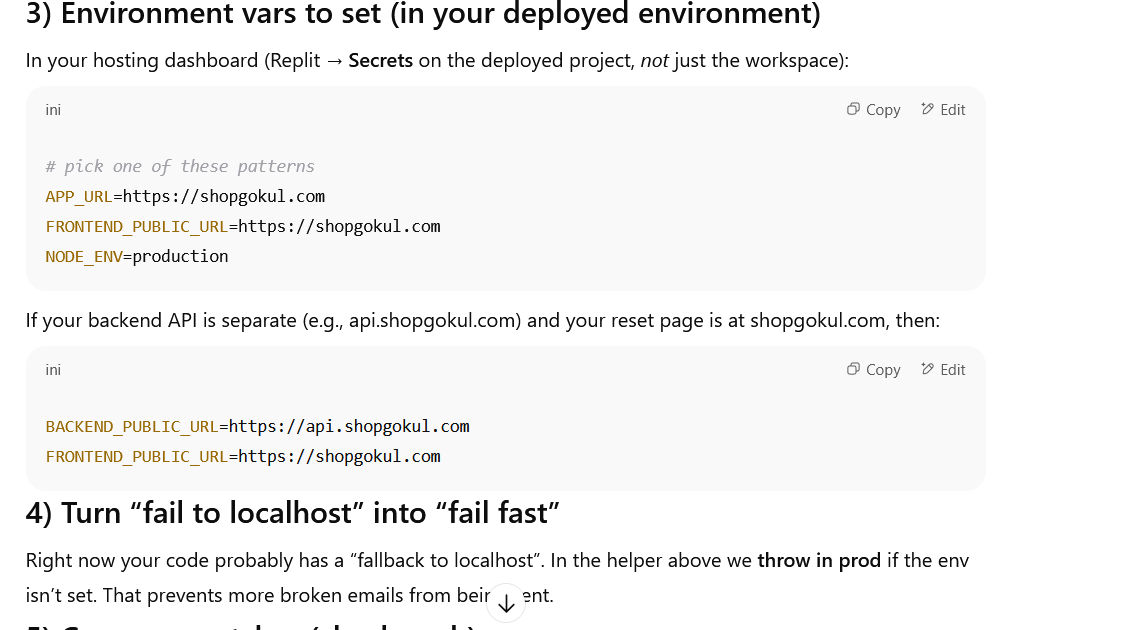 3) Environment vars to set (in your deployed environment)
In your hosting dashboard (Replit → Secrets on the deployed project, not just the workspace):
ini
Copy
Edit
# pick one of these patterns
APP_URL=https://shopgokul.com
FRONTEND_PUBLIC_URL=https://shopgokul.com
NODE_ENV=production
If your backend API is separate (e.g., api.shopgokul.com) and your reset page is at shopgokul.com, then:
ini
Copy
Edit
BACKEND_PUBLIC_URL=https://api.shopgokul.com
FRONTEND_PUBLIC_URL=https://shopgokul.com
4) Turn “fail to localhost” into “fail fast”
Right now your code probably has a “fallback to localhost”. In the helper above we throw in prod if the env
isn’t set. That prevents more broken emails from